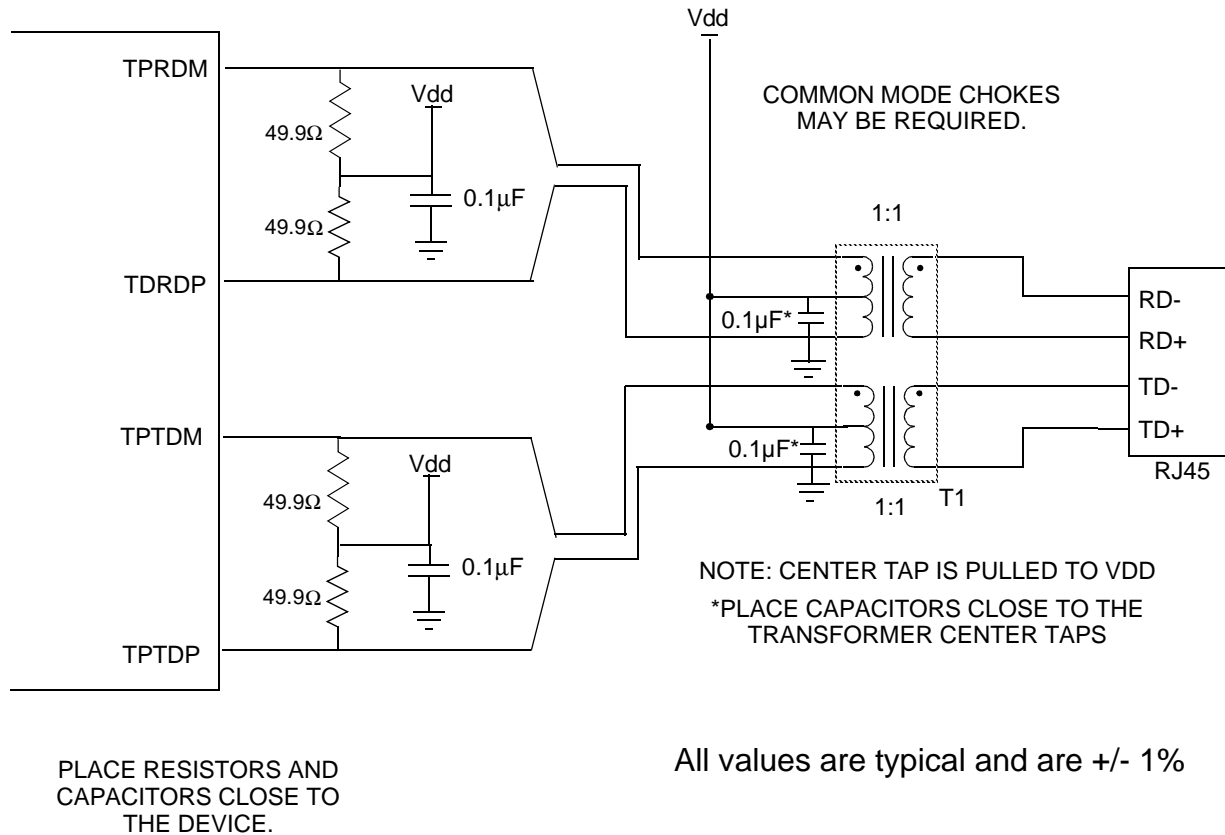 Vdd
TPRDM
Vdd
COMMON MODE CHOKES
MAY BE REQUIRED.
49.9Ω
0.1µF
49.9Ω
1:1
TDRDP
RD-
0.1µF*
RD+
TD-
TPTDM
TD+
0.1µF*
Vdd
RJ45
49.9Ω
1:1
T1
0.1µF
NOTE: CENTER TAP IS PULLED TO VDD
49.9Ω
*PLACE CAPACITORS CLOSE TO THE
TRANSFORMER CENTER TAPS
TPTDP
All values are typical and are +/- 1%
PLACE RESISTORS AND
CAPACITORS CLOSE TO
THE DEVICE.